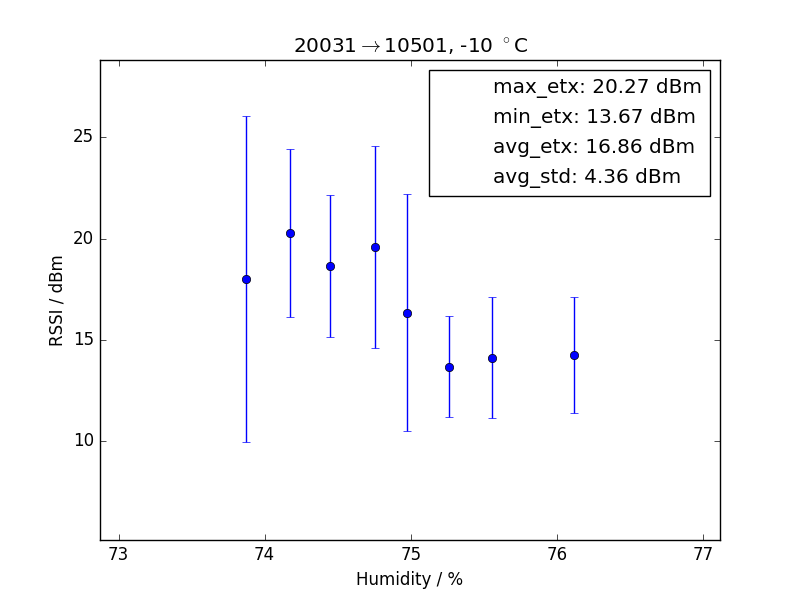 20031→10501, -10 °C
max_etx: 20.27 dBm
min_etx: 13.67 dBm
avg_etx: 16.86 dBm
avg_std: 4.36 dBm
RSSI / dBm
25
20
15
10
73 74 75 76 77
Humidity / %